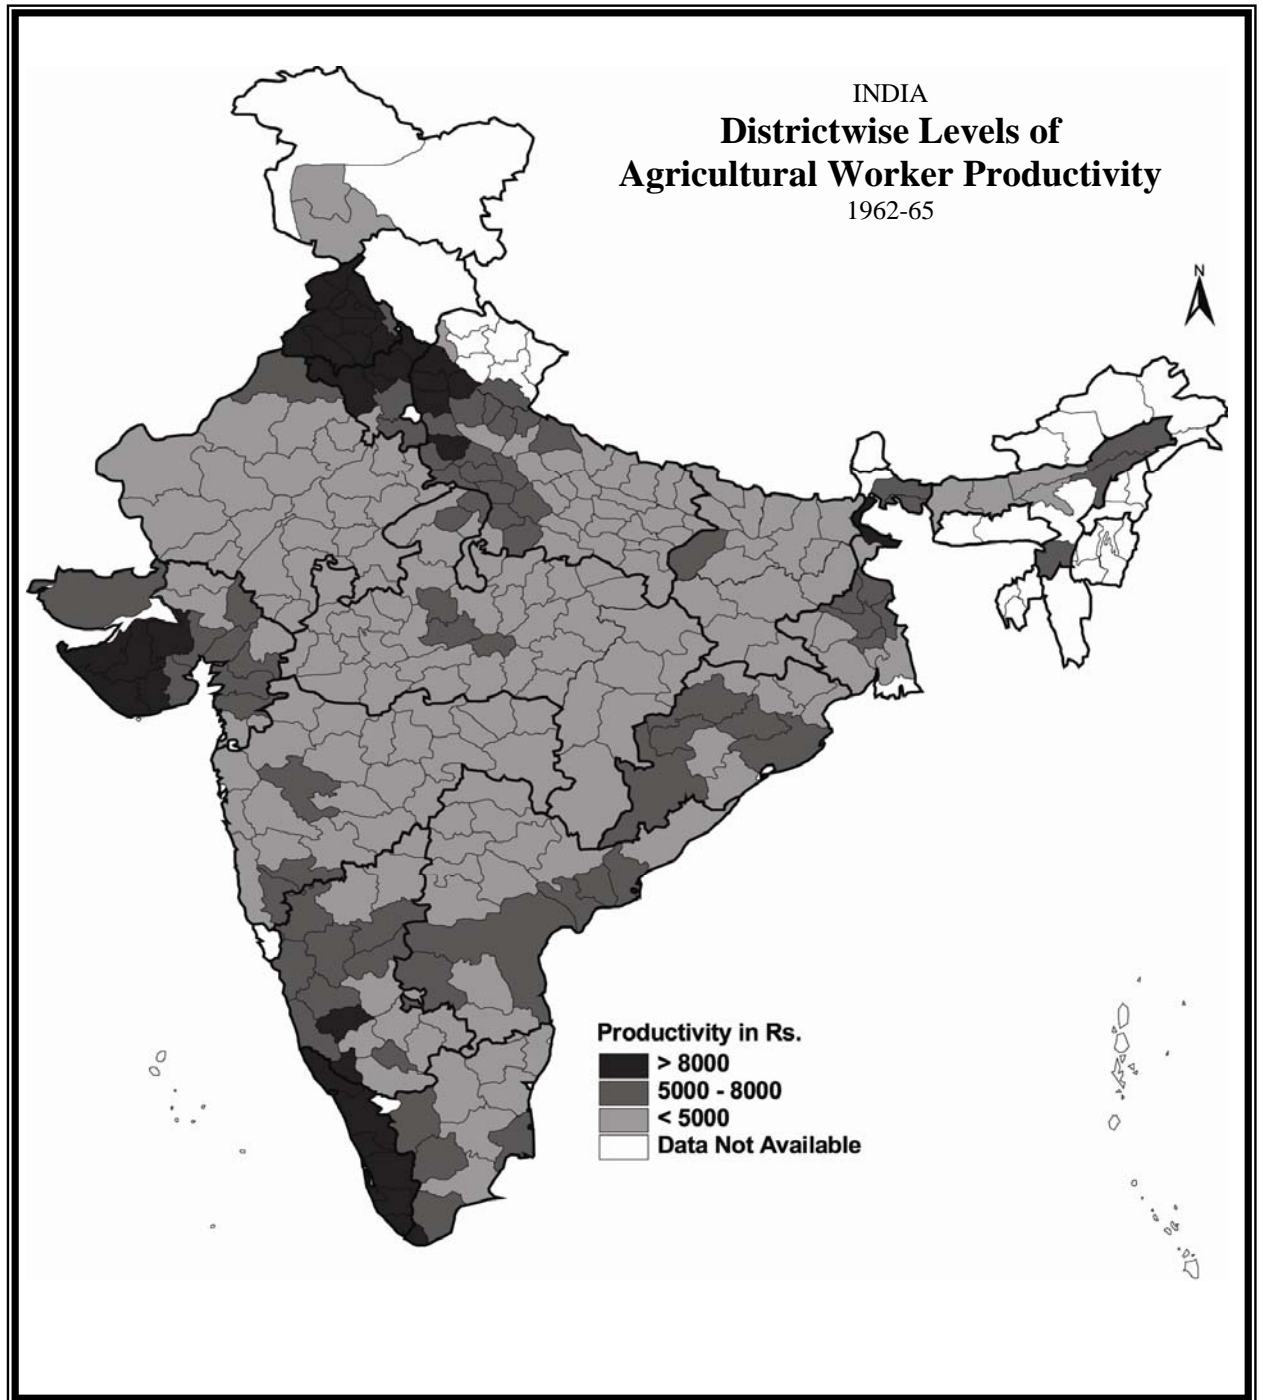 INDIA
Districtwise Levels of
Agricultural Worker Productivity
1962-65
N
Productivity in Rs.
> 8000
5000 - 8000
< 5000
Data Not Available